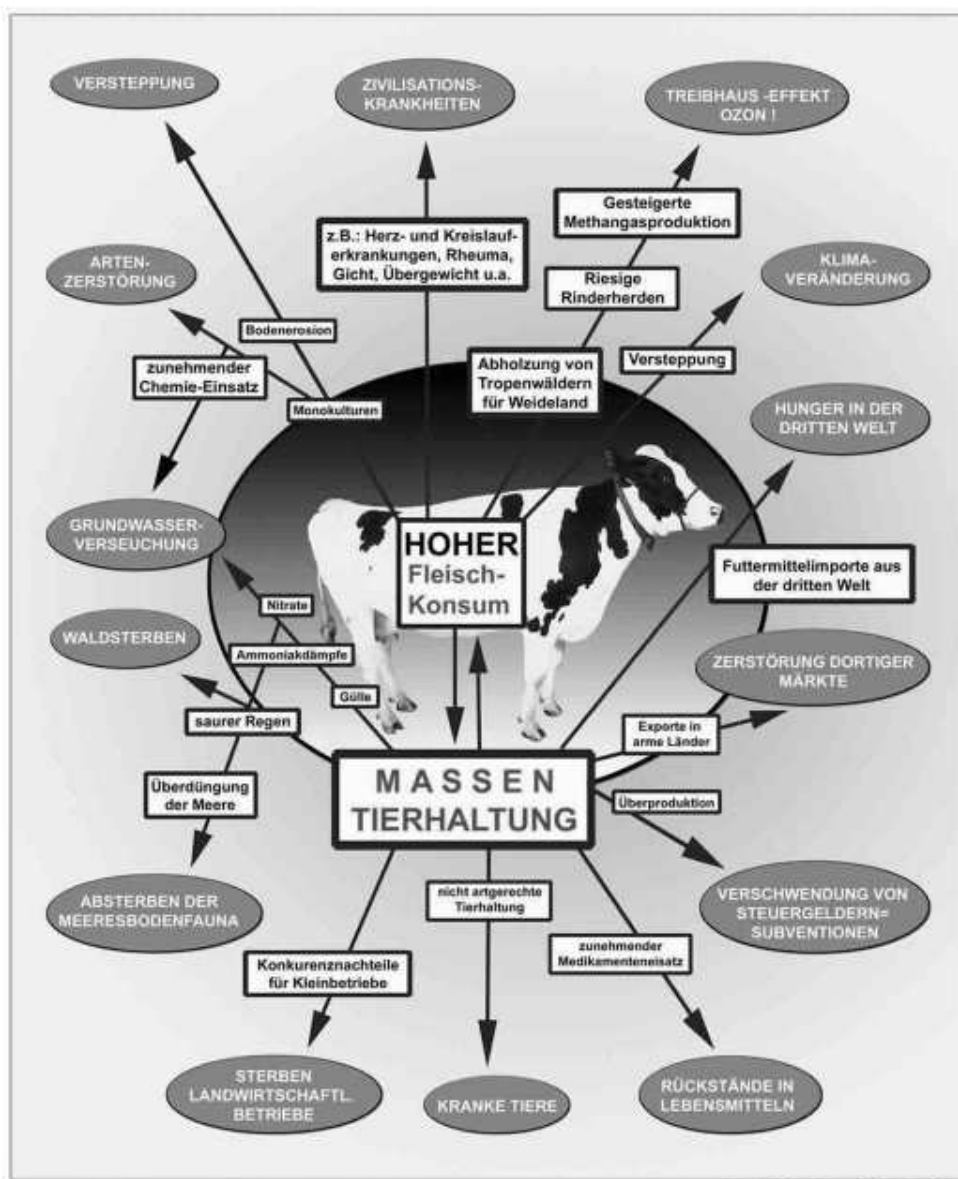 VERSTEPPUNG
ZIVILISATIONS-
KRANKHEITEN
TREIBHAUS -EFFEKT
OZON !
Gesteigerte
Methangasproduktion
z.B.: Herz- und Kreislauf-
erkrankungen, Rheuma,
Gicht, Übergewicht u.a.
ARTEN-
ZERSTÖRUNG
Riesige
Rinderherden
KLIMA-
VERÄNDERUNG
Bodenerosion
zunehmender
Chemie-Einsatz
Monokulturen
Abholzung von
Tropenwäldern
für Weideland
Versteppung
HUNGER IN DER
DRITTEN WELT
GRUNDWASSER-
VERSEUCHUNG
HOHER
Fleisch-
Konsum
Futtermittelimporte aus
der dritten Welt
Nitrate
WALDSTERBEN
Ammoniakdämpfe
Gülle
ZERSTÖRUNG DORTIGER
MÄRKTE
saurer Regen
Exporte in
arme Länder
Überdüngung
der Meere
MASSEN
TIERHALTUNG
Überproduktion
ABSTERBEN DER
MEERESBODENFAUNA
nicht artgerechte
Tierhaltung
VERSCHWENDUNG VON
STEUERGELDERN=
SUBVENTIONEN
Konkurenznachteile
für Kleinbetriebe
zunehmender
Medikamenteneisatz
STERBEN
LANDWIRTSCHAFTL.
BETRIEBE
KRANKE TIERE
RÜCKSTÄNDE IN
LEBENSMITTELN